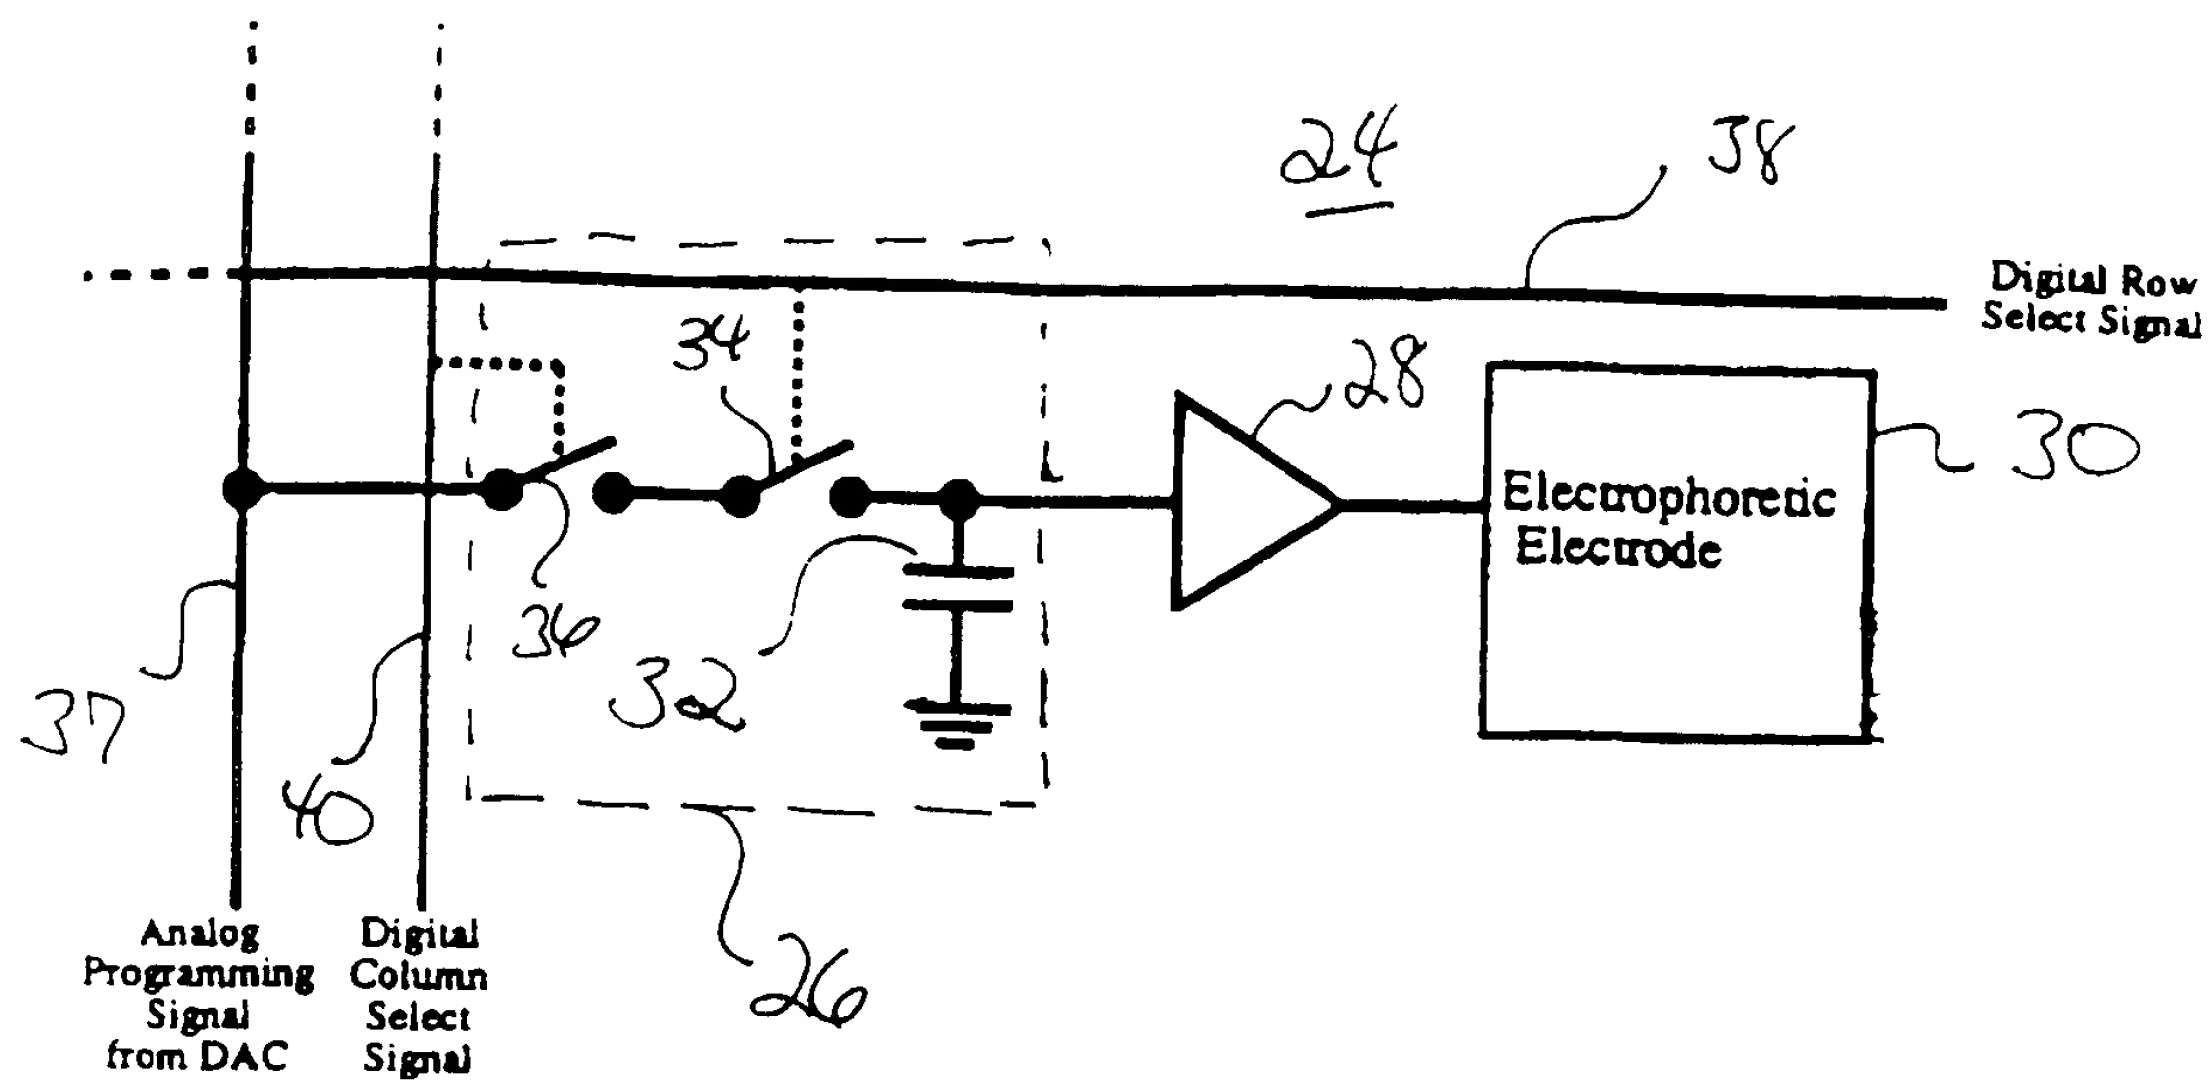 24
38
Digital Row
Select Signal
34
28
30
Electrophoretic
Electrode
36
32
37
40
26
Analog
Programming
Signal
from DAC
Digital
Column
Select
Signal